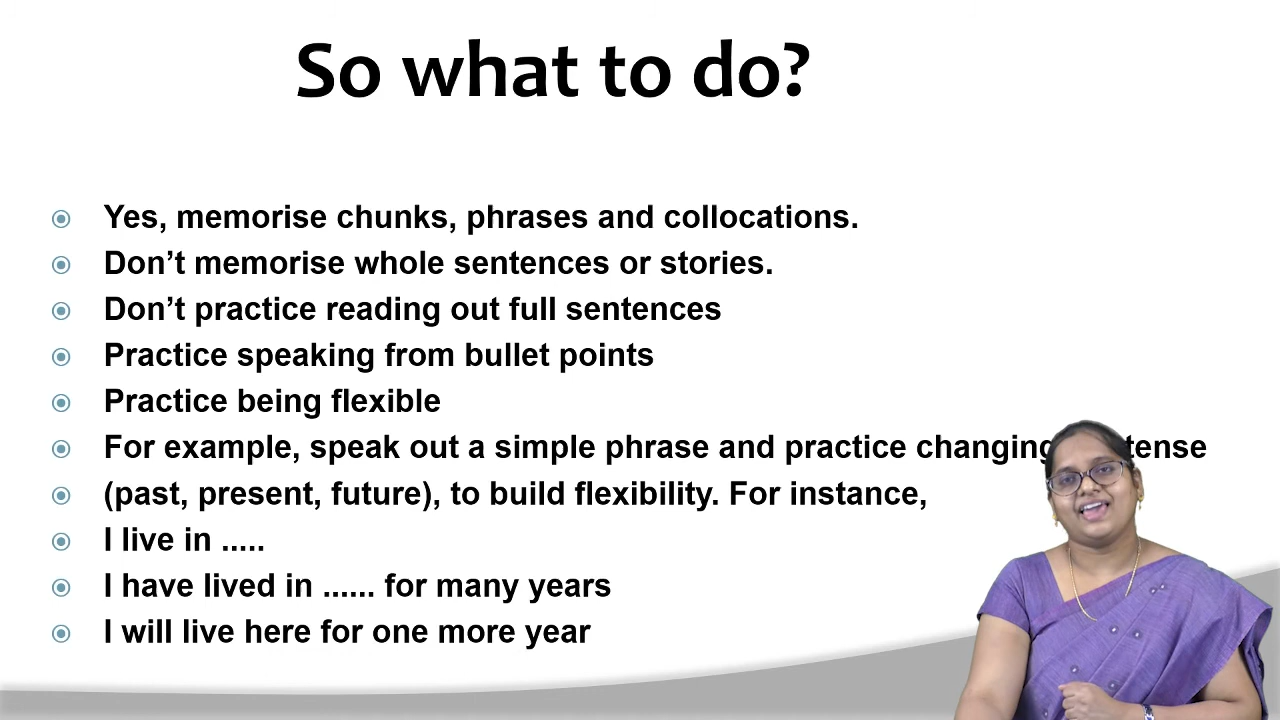 So what to do?
Yes, memorise chunks, phrases and collocations.
Don’t memorise whole sentences or stories.
Don’t practice reading out full sentences
Practice speaking from bullet points
Practice being flexible
For example, speak out a simple phrase and practice changing tense
(past, present, future), to build flexibility. For instance,
I live in .....
I have lived in ...... for many years
I will live here for one more year